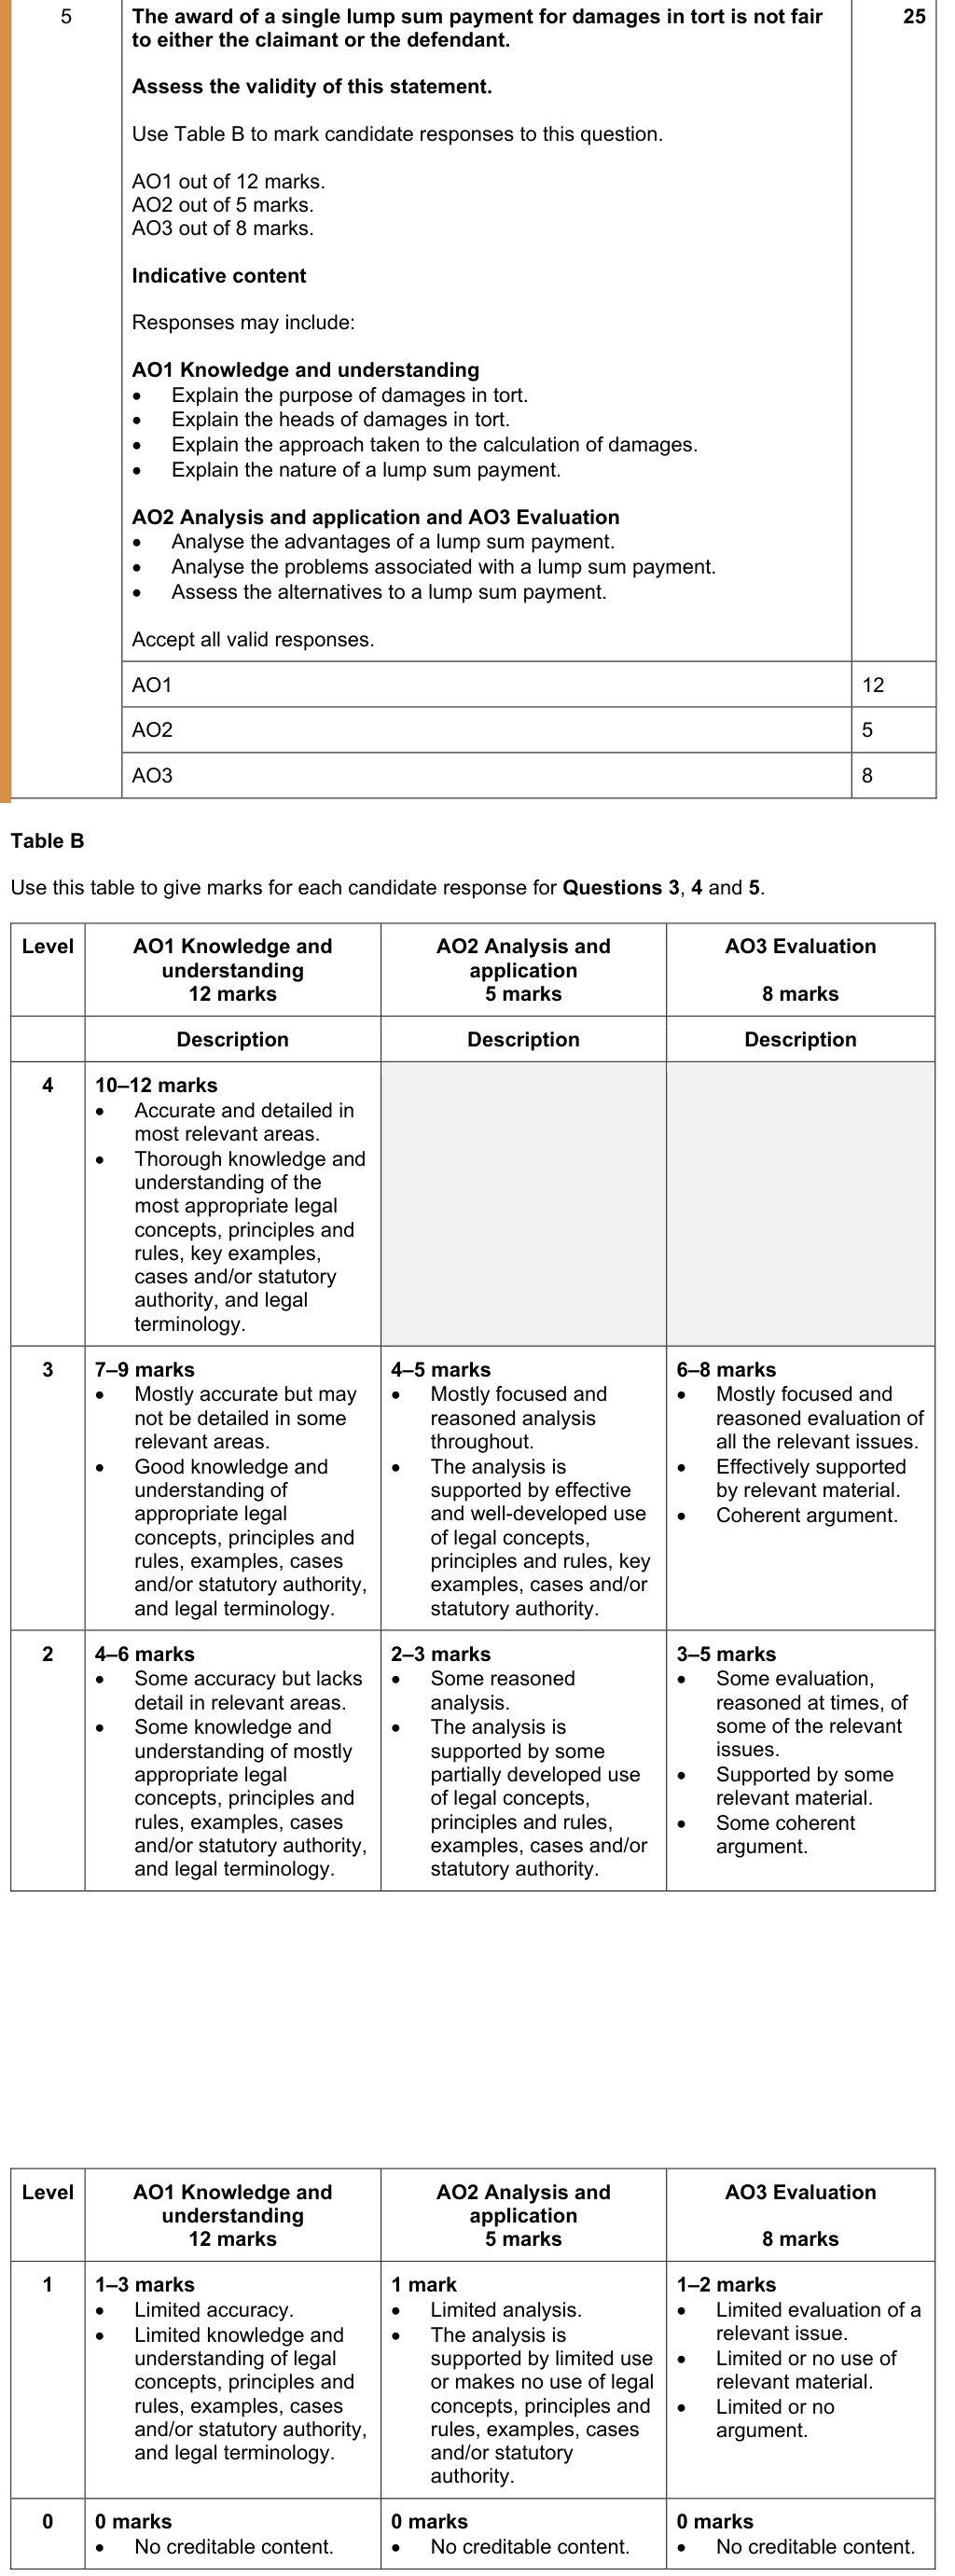 5
The award of a single lump sum payment for damages in tort is not fair
to either the claimant or the defendant.
25
Assess the validity of this statement.
Use Table B to mark candidate responses to this question.
AO1 out of 12 marks.
AO2 out of 5 marks.
AO3 out of 8 marks.
Indicative content
Responses may include:
AO1 Knowledge and understanding
• Explain the purpose of damages in tort.
• Explain the heads of damages in tort.
• Explain the approach taken to the calculation of damages.
• Explain the nature of a lump sum payment.
AO2 Analysis and application and AO3 Evaluation
• Analyse the advantages of a lump sum payment.
• Analyse the problems associated with a lump sum payment.
• Assess the alternatives to a lump sum payment.
Accept all valid responses.
AO1 12
AO2 5
AO3 8
Table B
Use this table to give marks for each candidate response for Questions 3, 4 and 5.
Level
AO1 Knowledge and
understanding
12 marks
AO2 Analysis and
application
5 marks
AO3 Evaluation
8 marks
Description
Description
Description
4
10–12 marks
• Accurate and detailed in
most relevant areas.
• Thorough knowledge and
understanding of the
most appropriate legal
concepts, principles and
rules, key examples,
cases and/or statutory
authority, and legal
terminology.
3
7–9 marks
• Mostly accurate but may
not be detailed in some
relevant areas.
• Good knowledge and
understanding of
appropriate legal
concepts, principles and
rules, examples, cases
and/or statutory authority,
and legal terminology.
4–5 marks
• Mostly focused and
reasoned analysis
throughout.
• The analysis is
supported by effective
and well-developed use
of legal concepts,
principles and rules, key
examples, cases and/or
statutory authority.
6–8 marks
• Mostly focused and
reasoned evaluation of
all the relevant issues.
• Effectively supported
by relevant material.
• Coherent argument.
2
4–6 marks
• Some accuracy but lacks
detail in relevant areas.
• Some knowledge and
understanding of mostly
appropriate legal
concepts, principles and
rules, examples, cases
and/or statutory authority,
and legal terminology.
2–3 marks
• Some reasoned
analysis.
• The analysis is
supported by some
partially developed use
of legal concepts,
principles and rules,
examples, cases and/or
statutory authority.
3–5 marks
• Some evaluation,
reasoned at times, of
some of the relevant
issues.
• Supported by some
relevant material.
• Some coherent
argument.
Level
AO1 Knowledge and
understanding
12 marks
AO2 Analysis and
application
5 marks
AO3 Evaluation
8 marks
1
1–3 marks
• Limited accuracy.
• Limited knowledge and
understanding of legal
concepts, principles and
rules, examples, cases
and/or statutory authority,
and legal terminology.
1 mark
• Limited analysis.
• The analysis is
supported by limited use
or makes no use of legal
concepts, principles and
rules, examples, cases
and/or statutory
authority.
1–2 marks
• Limited evaluation of a
relevant issue.
• Limited or no use of
relevant material.
• Limited or no
argument.
0
0 marks
• No creditable content.
0 marks
• No creditable content.
0 marks
• No creditable content.